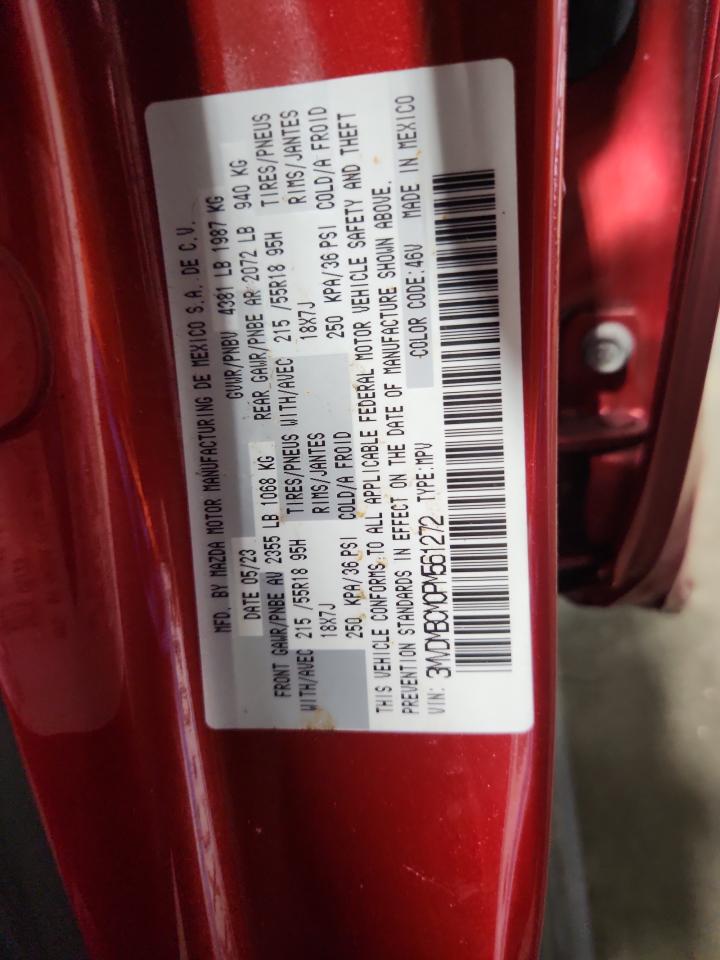 MFD. BY MAZDA MOTOR MANUFACTURING DE MEXICO S.A. DE C.V.
DATE 05/23 GVWR/PNBV 4381 LB 1987 KG
FRONT GAWR/PNBE AV 2355 LB 1068 KG REAR GAWR/PNBE AR 2072 LB 940 KG
WITH/AVEC 215 /55R18 95H TIRES/PNEUS WITH/AVEC 215 /55R18 95H TIRES/PNEUS
18X7J RIMS/JANTES 18X7J RIMS/JANTES
250 KPA/36 PSI COLD/A FROID 250 KPA/36 PSI COLD/A FROID
THIS VEHICLE CONFORMS TO ALL APPLICABLE FEDERAL MOTOR VEHICLE SAFETY AND THEFT
PREVENTION STANDARDS IN EFFECT ON THE DATE OF MANUFACTURE SHOWN ABOVE.
VIN: 3MVDMBCM0PM561272 TYPE:MPV COLOR CODE:46V MADE IN MEXICO